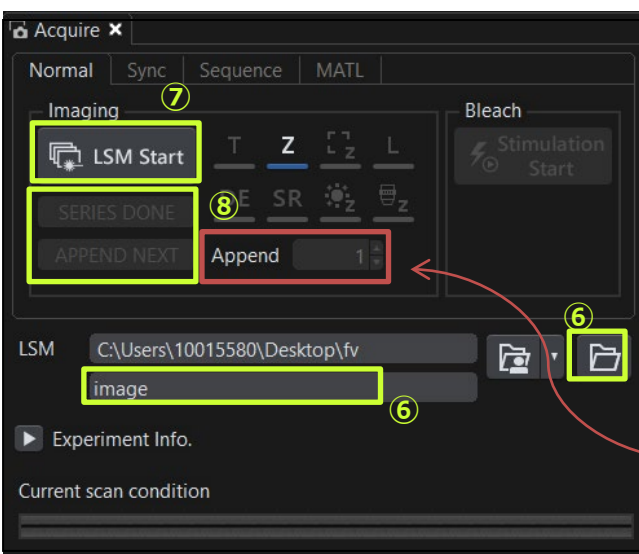 Acquire ×
Normal Sync Sequence MATL
⑦
Imaging
Bleach
LSM Start
T Z Z L
Stimulation
Start
⑧
SERIES DONE
E SR Z Z
APPEND NEXT
Append 1
⑥
LSM C:\Users\10015580\Desktop\fv
image
⑥
Experiment Info.
Current scan condition